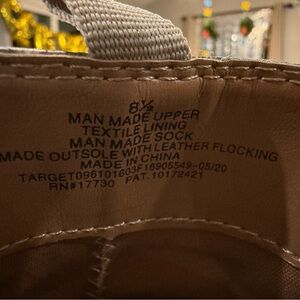 8½
MAN MADE UPPER
TEXTILE LINING
MAN MADE SOCK
MADE OUTSOLE WITH LEATHER FLOCKING
MADE IN CHINA
TARGET096101603F16905549-05/20
RN#17730 PAT. 10172421